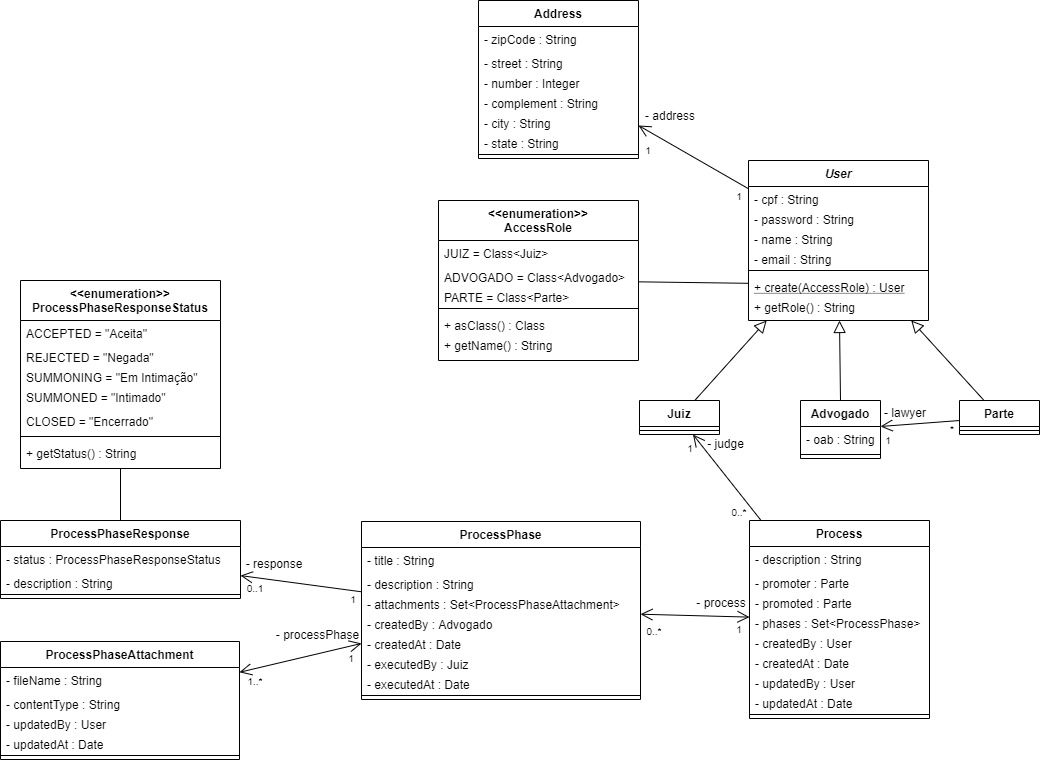 Address
- zipCode : String
- street : String
- number : Integer
- complement : String
- city : String
- state : String
- address
1
1
User
- cpf : String
- password : String
- name : String
- email : String
+ create(AccessRole) : User
+ getRole() : String
<<enumeration>>
AccessRole
JUIZ = Class<Juiz>
ADVOGADO = Class<Advogado>
PARTE = Class<Parte>
+ asClass() : Class
+ getName() : String
<<enumeration>>
ProcessPhaseResponseStatus
ACCEPTED = "Aceita"
REJECTED = "Negada"
SUMMONING = "Em Intimação"
SUMMONED = "Intimado"
CLOSED = "Encerrado"
+ getStatus() : String
Juiz
Advogado
- oab : String
- lawyer
1
*
Parte
- judge
1
0..*
ProcessPhaseResponse
- status : ProcessPhaseResponseStatus
- description : String
- response
0..1
1
ProcessPhase
- title : String
- description : String
- attachments : Set<ProcessPhaseAttachment>
- createdBy : Advogado
- createdAt : Date
- executedBy : Juiz
- executedAt : Date
- process
0..*
1
Process
- description : String
- promoter : Parte
- promoted : Parte
- phases : Set<ProcessPhase>
- createdBy : User
- createdAt : Date
- updatedBy : User
- updatedAt : Date
- processPhase
1
1..*
ProcessPhaseAttachment
- fileName : String
- contentType : String
- updatedBy : User
- updatedAt : Date